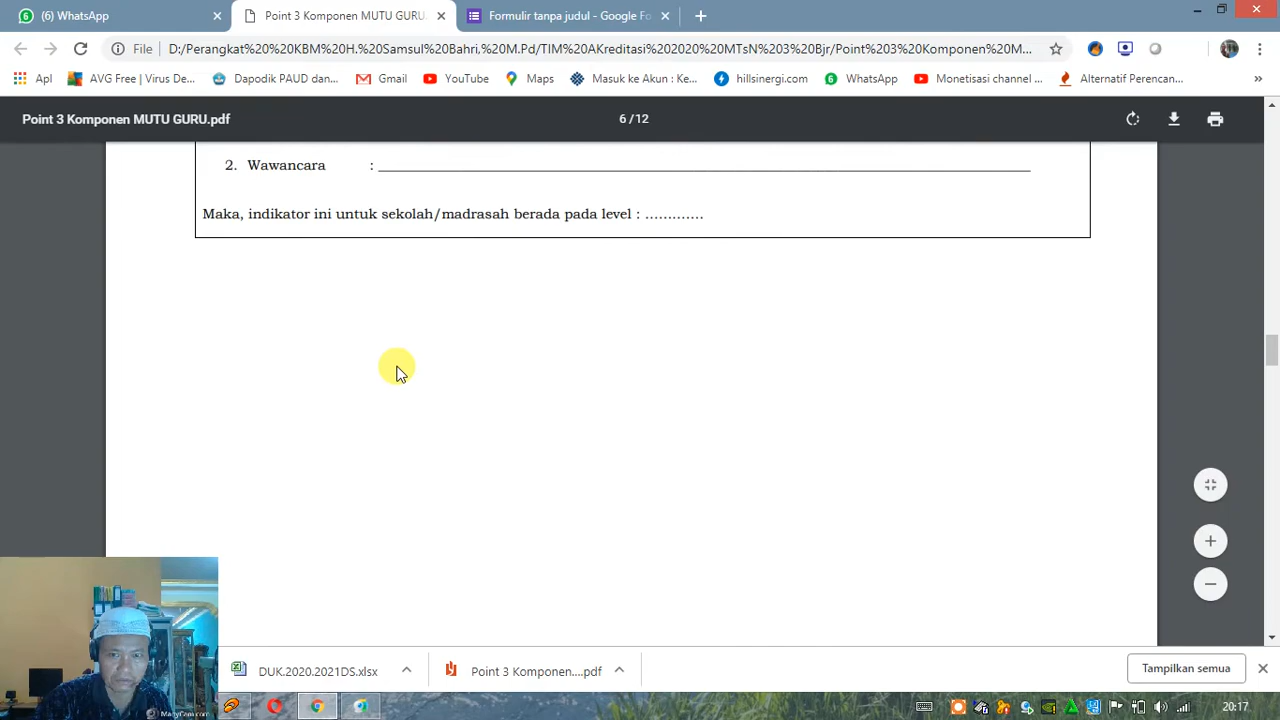 (6) WhatsApp
Point 3 Komponen MUTU GURU.
Formulir tanpa judul - Google Fo
File
D:/Perangkat%20%20KBM%20H.%20Samsul%20Bahri,%20M.Pd/TIM%20AKreditasi%202020%20MTsN%203%20Bjr/Point%203%20Komponen%20M...
Apl
AVG Free | Virus De...
Dapodik PAUD dan...
Gmail
YouTube
Maps
Masuk ke Akun : Ke...
hillsinergi.com
WhatsApp
Monetisasi channel ...
Alternatif Perencan...
Point 3 Komponen MUTU GURU.pdf
6 / 12
2. Wawancara : ____________
Maka, indikator ini untuk sekolah/madrasah berada pada level : .............
ManyCam.com
DUK.2020.2021DS.xlsx
Point 3 Komponen....pdf
Tampilkan semua
20:17